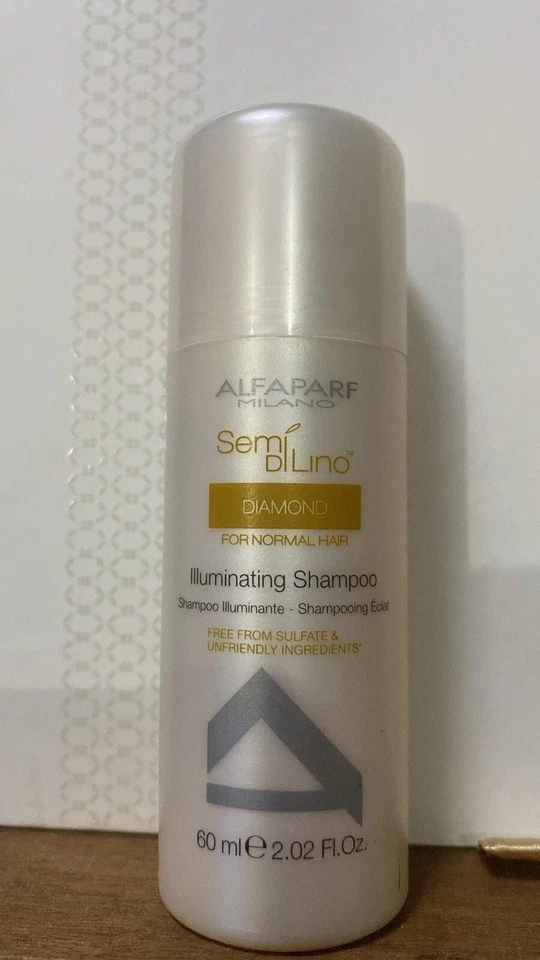 ALFAPARF
MILANO
Semi
Di Lino™
DIAMOND
FOR NORMAL HAIR
Illuminating Shampoo
Shampoo Illuminante - Shampooing Éclat
FREE FROM SULFATE &
UNFRIENDLY INGREDIENTS*
60 ml ℮ 2.02 Fl.Oz.